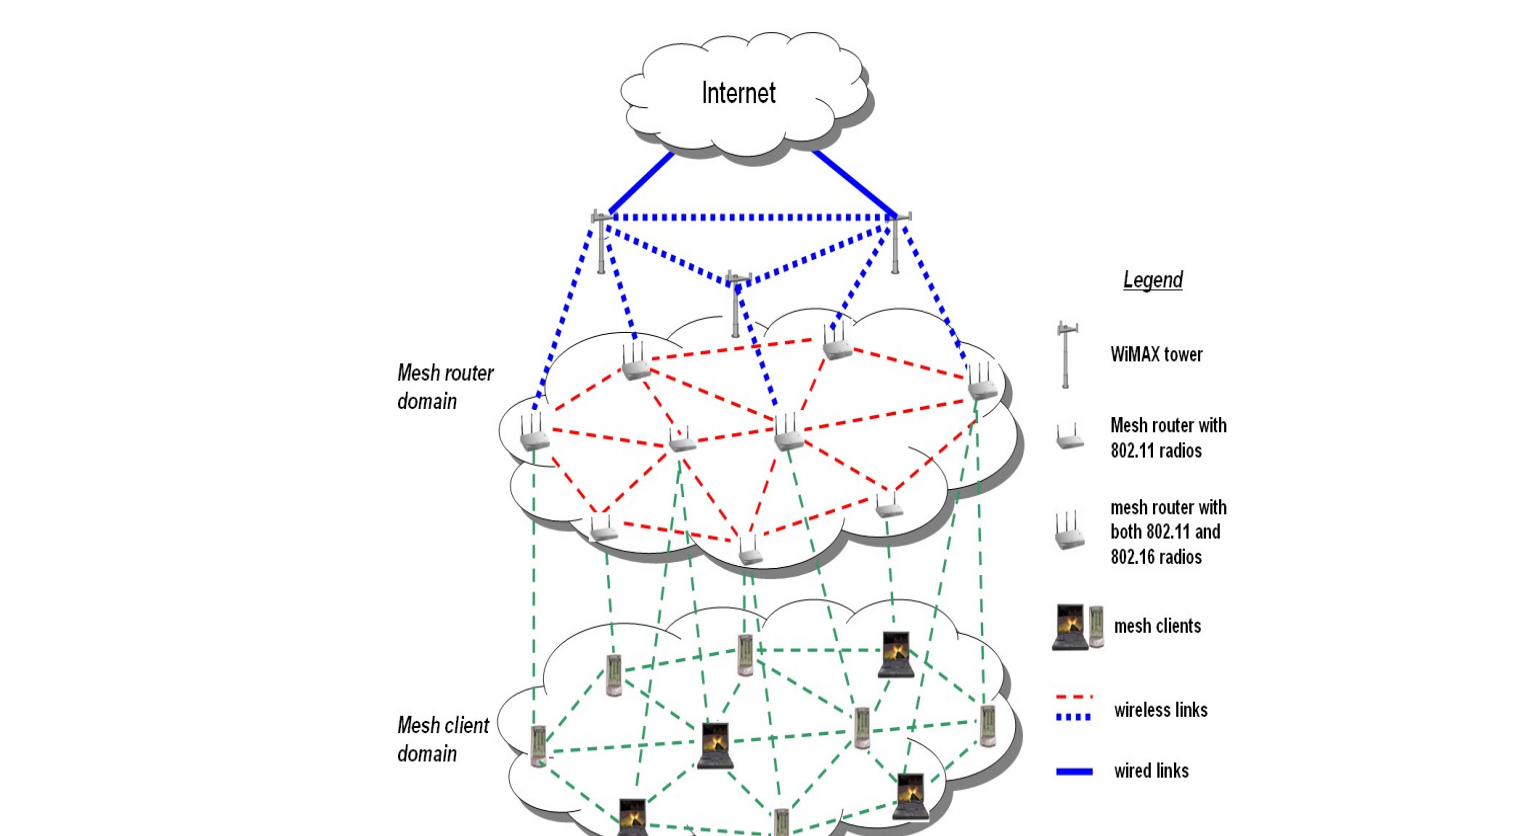 Internet
Legend
WiMAX tower
Mesh router
domain
Mesh router with
802.11 radios
mesh router with
both 802.11 and
802.16 radios
mesh clients
Mesh client
domain
wireless links
wired links